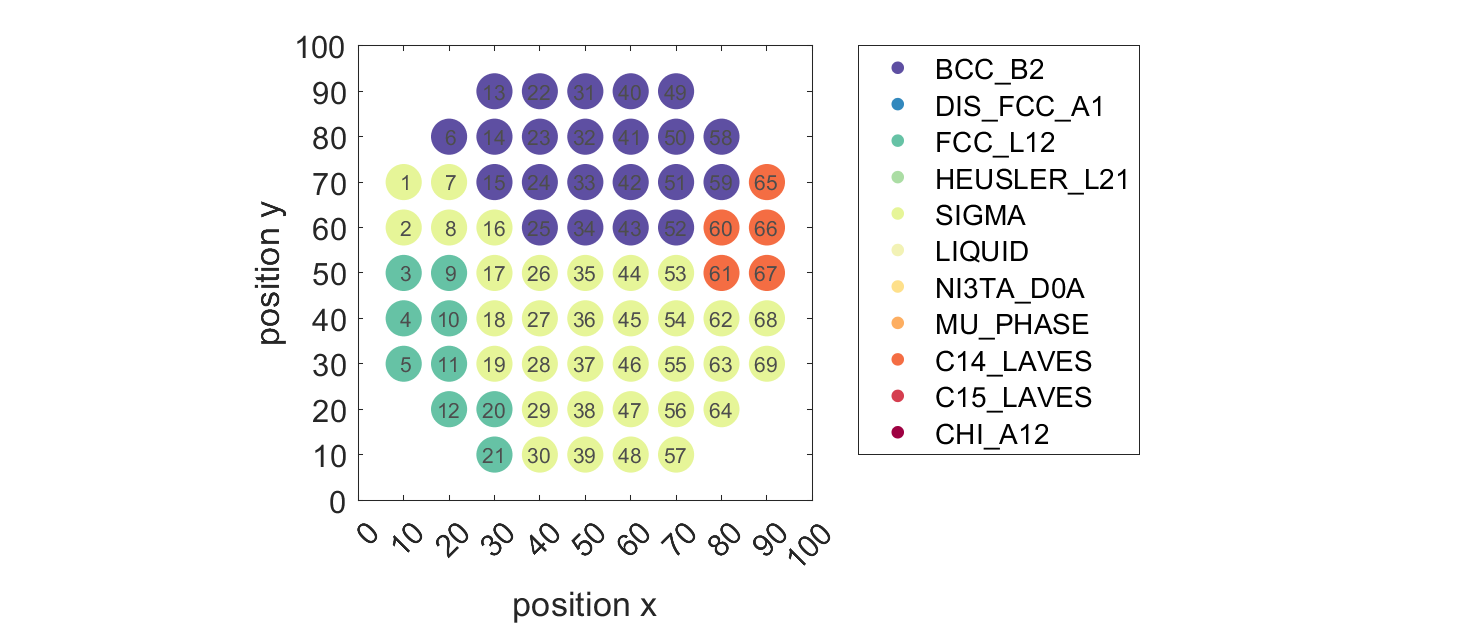 100
90 13 22 31 40 49
80 6 14 23 32 41 50 58
70 1 7 15 24 33 42 51 59 65
60 2 8 16 25 34 43 52 60 66
50 3 9 17 26 35 44 53 61 67
40 4 10 18 27 36 45 54 62 68
30 5 11 19 28 37 46 55 63 69
20 12 20 29 38 47 56 64
10 21 30 39 48 57
0
position y
0 10 20 30 40 50 60 70 80 90 100
position x
BCC_B2
DIS_FCC_A1
FCC_L12
HEUSLER_L21
SIGMA
LIQUID
NI3TA_D0A
MU_PHASE
C14_LAVES
C15_LAVES
CHI_A12